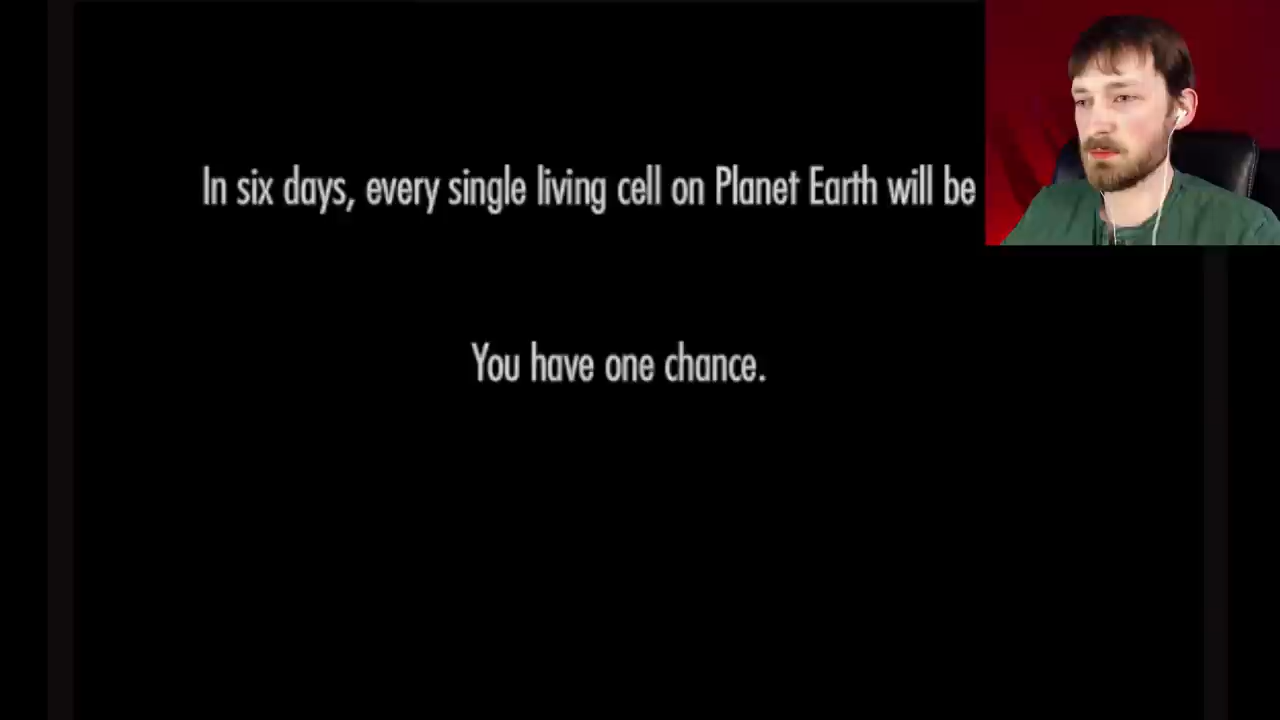 In six days, every single living cell on Planet Earth will be
You have one chance.